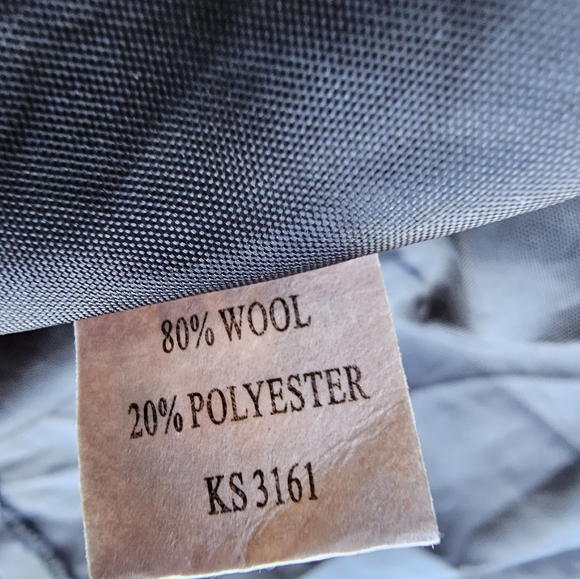 80% WOOL
20% POLYESTER
KS 3161